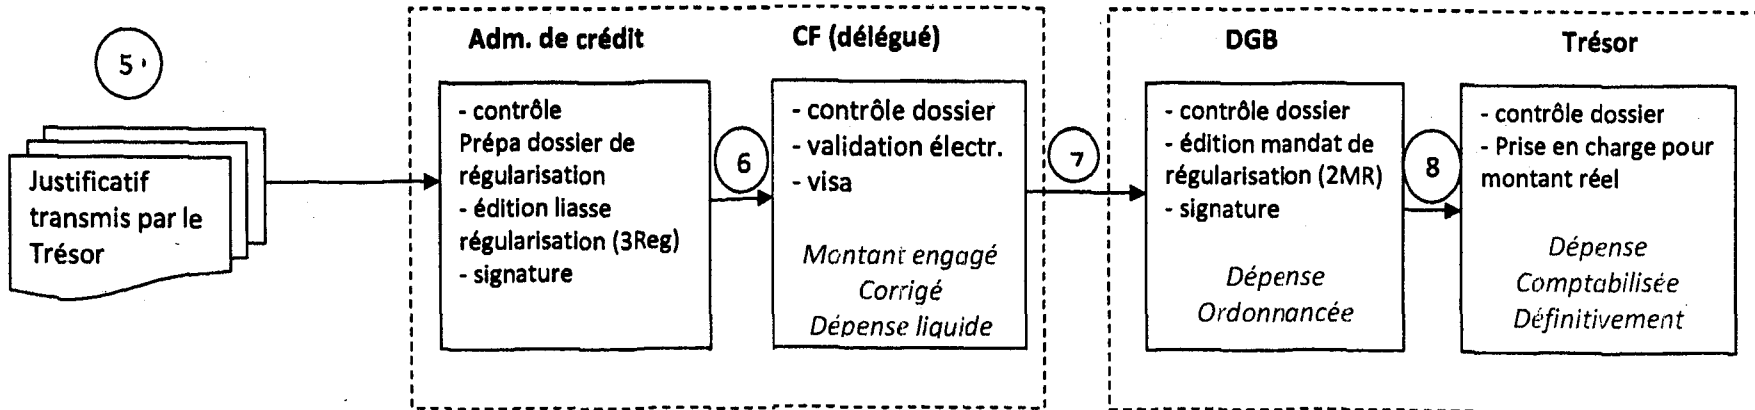 5
Justificatif
transmis par le
Trésor
Adm. de crédit
- contrôle
Prépa dossier de
régularisation
- édition liasse
régularisation (3Reg)
- signature
6
CF (délégué)
- contrôle dossier
- validation électr.
- visa
Montant engagé
Corrigé
Dépense liquide
7
DGB
- contrôle dossier
- édition mandat de
régularisation (2MR)
- signature
Dépense
Ordonnancée
8
Trésor
- contrôle dossier
- Prise en charge pour
montant réel
Dépense
Comptabilisée
Définitivement